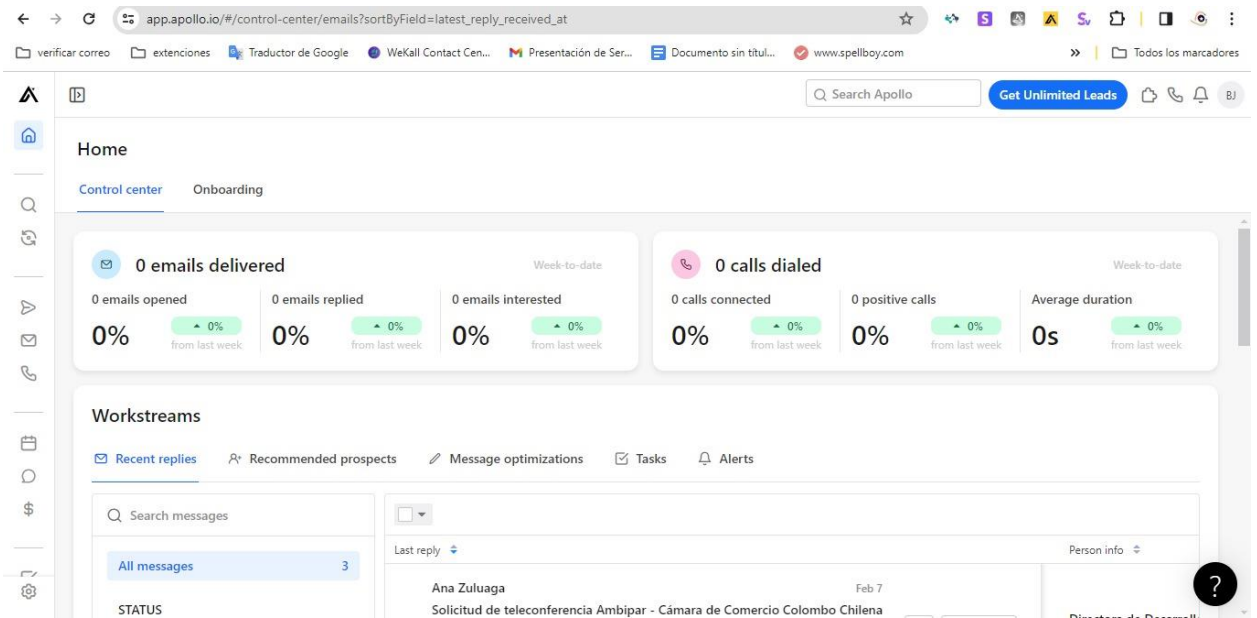 app.apollo.io/#/control-center/emails?sortByField=latest_reply_received_at
verificar correo extenciones Traductor de Google WeKall Contact Cen... Presentación de Ser... Documento sin títul... www.spellboy.com » Todos los marcadores
Search Apollo Get Unlimited Leads BJ
Home
Control center Onboarding
0 emails delivered Week-to-date
0 emails opened 0 emails replied 0 emails interested
0% 0% 0% 0% 0% 0%
from last week from last week from last week
0 calls dialed Week-to-date
0 calls connected 0 positive calls Average duration
0% 0% 0% 0% 0s 0%
from last week from last week from last week
Workstreams
Recent replies Recommended prospects Message optimizations Tasks Alerts
Search messages
All messages 3
STATUS
Last reply Person info
Ana Zuluaga Feb 7
Solicitud de teleconferencia Ambipar - Cámara de Comercio Colombo Chilena
?